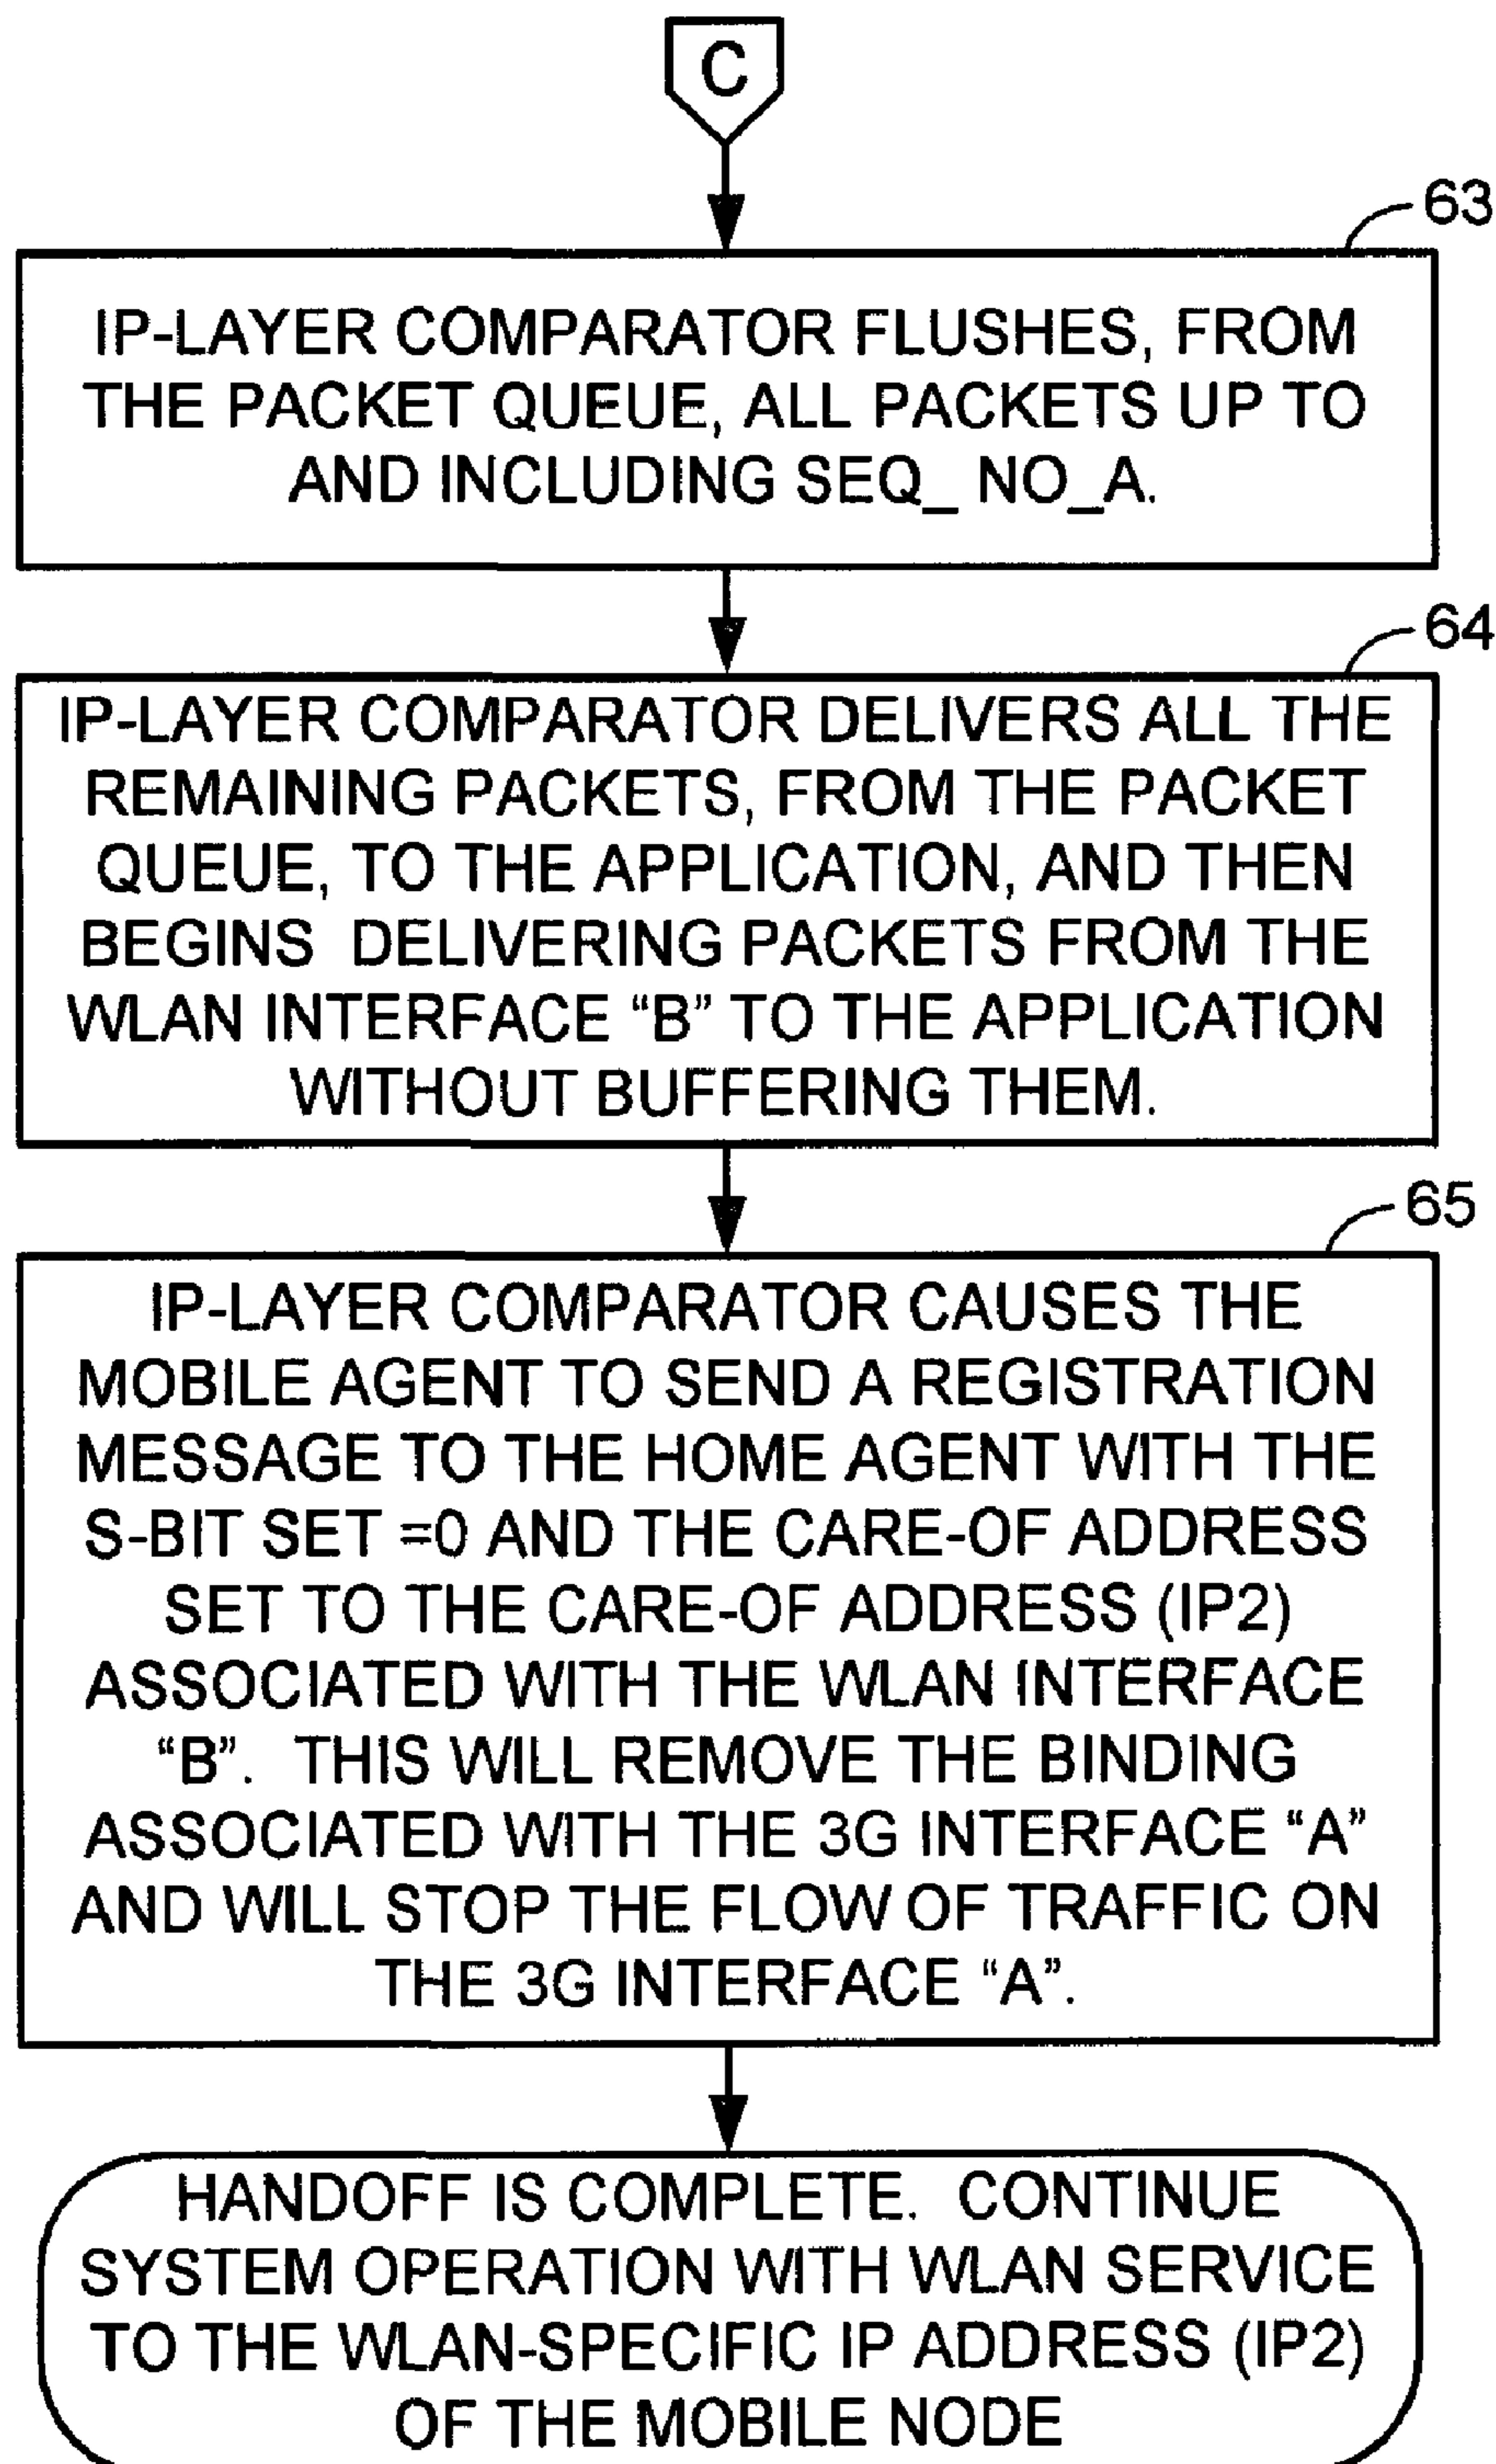 C
63
IP-LAYER COMPARATOR FLUSHES, FROM
THE PACKET QUEUE, ALL PACKETS UP TO
AND INCLUDING SEQ_ NO_A.
64
IP-LAYER COMPARATOR DELIVERS ALL THE
REMAINING PACKETS, FROM THE PACKET
QUEUE, TO THE APPLICATION, AND THEN
BEGINS  DELIVERING PACKETS FROM THE
WLAN INTERFACE “B” TO THE APPLICATION
WITHOUT BUFFERING THEM.
65
IP-LAYER COMPARATOR CAUSES THE
MOBILE AGENT TO SEND A REGISTRATION
MESSAGE TO THE HOME AGENT WITH THE
S-BIT SET =0 AND THE CARE-OF ADDRESS
SET TO THE CARE-OF ADDRESS (IP2)
ASSOCIATED WITH THE WLAN INTERFACE
“B”.  THIS WILL REMOVE THE BINDING
ASSOCIATED WITH THE 3G INTERFACE “A”
AND WILL STOP THE FLOW OF TRAFFIC ON
THE 3G INTERFACE “A”.
HANDOFF IS COMPLETE.  CONTINUE
SYSTEM OPERATION WITH WLAN SERVICE
TO THE WLAN-SPECIFIC IP ADDRESS (IP2)
OF THE MOBILE NODE